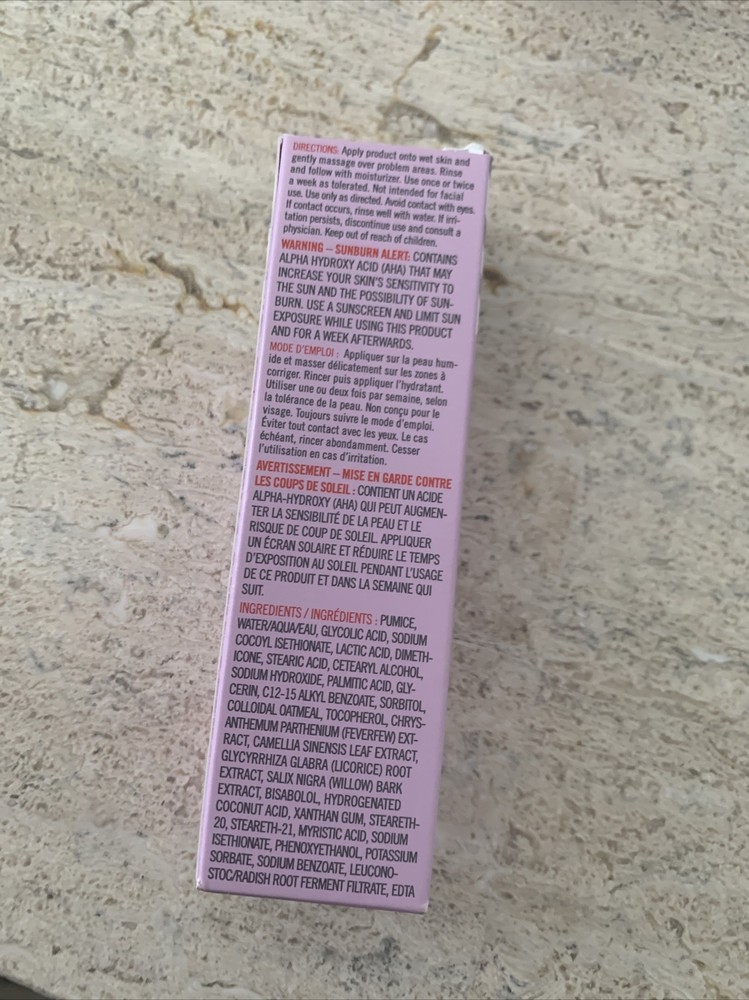 DIRECTIONS: Apply product onto wet skin and
gently massage over problem areas. Rinse
and follow with moisturizer. Use once or twice
a week as tolerated. Not intended for facial
use. Use only as directed. Avoid contact with eyes.
If contact occurs, rinse well with water. If irri-
tation persists, discontinue use and consult a
physician. Keep out of reach of children.
WARNING – SUNBURN ALERT: CONTAINS
ALPHA HYDROXY ACID (AHA) THAT MAY
INCREASE YOUR SKIN'S SENSITIVITY TO
THE SUN AND THE POSSIBILITY OF SUN-
BURN. USE A SUNSCREEN AND LIMIT SUN
EXPOSURE WHILE USING THIS PRODUCT
AND FOR A WEEK AFTERWARDS.
MODE D'EMPLOI : Appliquer sur la peau hum-
ide et masser délicatement sur les zones à
corriger. Rincer puis appliquer l'hydratant.
Utiliser une ou deux fois par semaine, selon
la tolérance de la peau. Non conçu pour le
visage. Toujours suivre le mode d'emploi.
Éviter tout contact avec les yeux. Le cas
échéant, rincer abondamment. Cesser
l'utilisation en cas d'irritation.
AVERTISSEMENT – MISE EN GARDE CONTRE
LES COUPS DE SOLEIL : CONTIENT UN ACIDE
ALPHA-HYDROXY (AHA) QUI PEUT AUGMEN-
TER LA SENSIBILITÉ DE LA PEAU ET LE
RISQUE DE COUP DE SOLEIL. APPLIQUER
UN ÉCRAN SOLAIRE ET RÉDUIRE LE TEMPS
D'EXPOSITION AU SOLEIL PENDANT L'USAGE
DE CE PRODUIT ET DANS LA SEMAINE QUI
SUIT.
INGREDIENTS / INGRÉDIENTS : PUMICE,
WATER/AQUA/EAU, GLYCOLIC ACID, SODIUM
COCOYL ISETHIONATE, LACTIC ACID, DIMETH-
ICONE, STEARIC ACID, CETEARYL ALCOHOL,
SODIUM HYDROXIDE, PALMITIC ACID, GLY-
CERIN, C12-15 ALKYL BENZOATE, SORBITOL,
COLLOIDAL OATMEAL, TOCOPHEROL, CHRYS-
ANTHEMUM PARTHENIUM (FEVERFEW) EXT-
RACT, CAMELLIA SINENSIS LEAF EXTRACT,
GLYCYRRHIZA GLABRA (LICORICE) ROOT
EXTRACT, SALIX NIGRA (WILLOW) BARK
EXTRACT, BISABOLOL, HYDROGENATED
COCONUT ACID, XANTHAN GUM, STEARETH-
20, STEARETH-21, MYRISTIC ACID, SODIUM
ISETHIONATE, PHENOXYETHANOL, POTASSIUM
SORBATE, SODIUM BENZOATE, LEUCONO-
STOC/RADISH ROOT FERMENT FILTRATE, EDTA